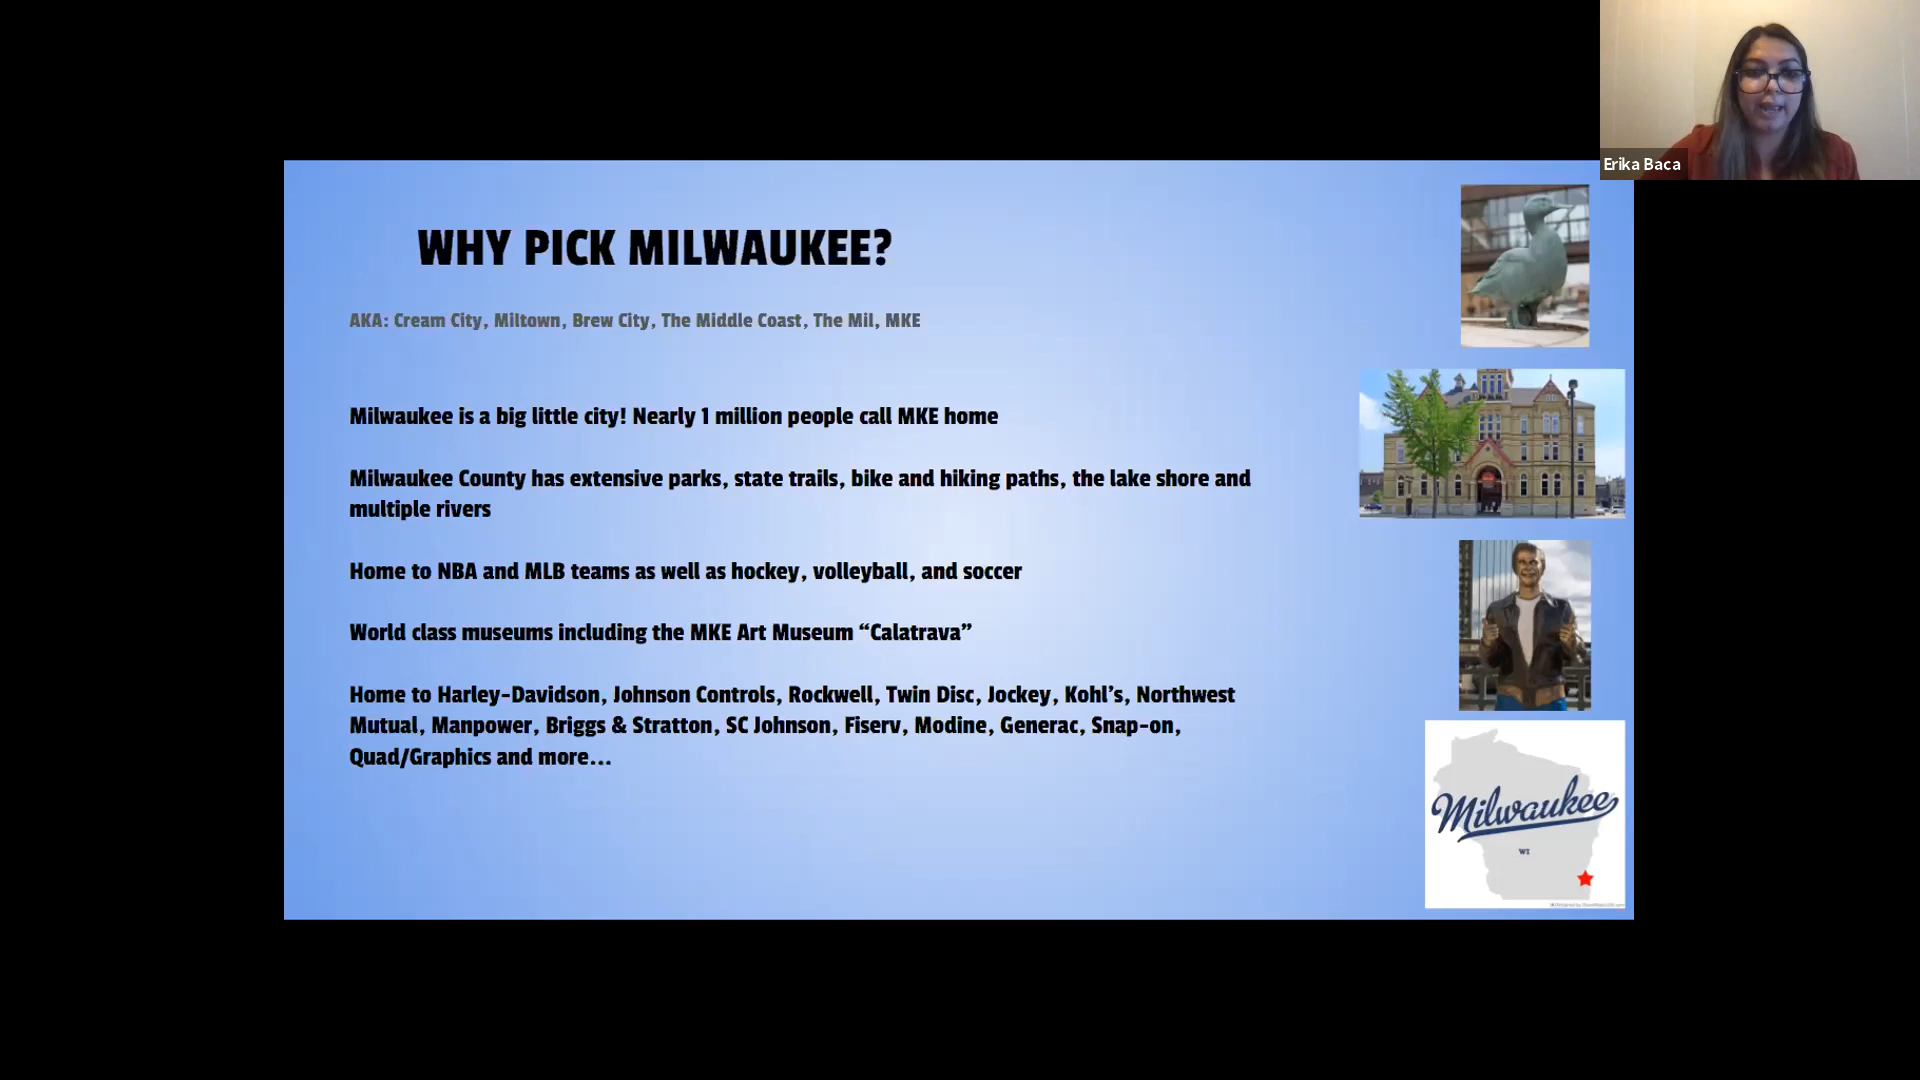 Erika Baca
WHY PICK MILWAUKEE?
AKA: Cream City, Miltown, Brew City, The Middle Coast, The Mil, MKE
Milwaukee is a big little city! Nearly 1 million people call MKE home
Milwaukee County has extensive parks, state trails, bike and hiking paths, the lake shore and
multiple rivers
Home to NBA and MLB teams as well as hockey, volleyball, and soccer
World class museums including the MKE Art Museum “Calatrava”
Home to Harley-Davidson, Johnson Controls, Rockwell, Twin Disc, Jockey, Kohl’s, Northwest
Mutual, Manpower, Briggs & Stratton, SC Johnson, Fiserv, Modine, Generac, Snap-on,
Quad/Graphics and more...
Milwaukee
WI